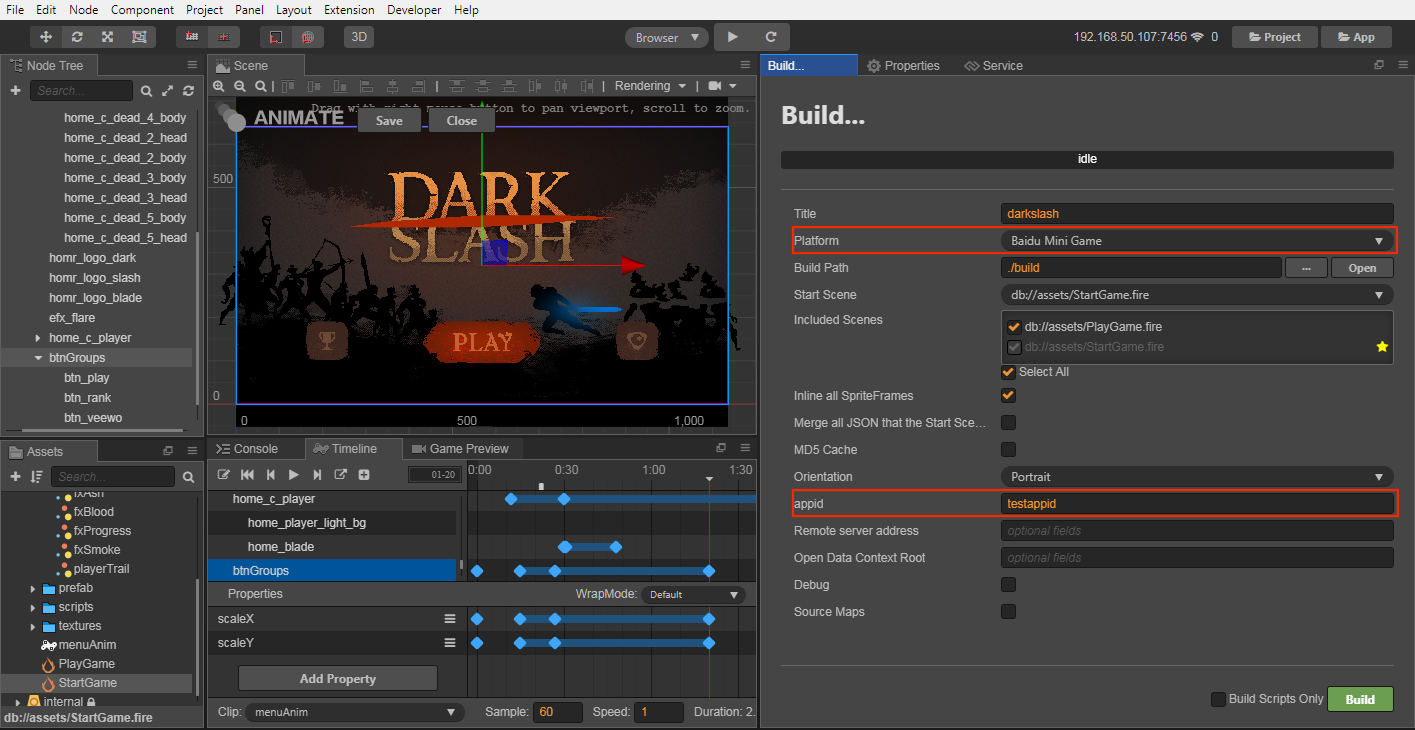 File Edit Node Component Project Panel Layout Extension Developer Help
3D
Browser
192.168.50.107:7456 0
Project
App
Node Tree
Search...
home_c_dead_4_body
home_c_dead_2_head
home_c_dead_2_body
home_c_dead_3_body
home_c_dead_3_head
home_c_dead_5_body
home_c_dead_5_head
homr_logo_dark
homr_logo_slash
homr_logo_blade
efx_flare
home_c_player
btnGroups
btn_play
btn_rank
btn_veewo
Assets
Search...
fxAsh
fxBlood
fxProgress
fxSmoke
playerTrail
prefab
scripts
textures
menuAnim
PlayGame
StartGame
internal
db://assets/StartGame.fire
Scene
Rendering
Drag with right mouse button to pan viewport, scroll to zoom.
ANIMATE
Save
Close
500
DARK
SLASH
PLAY
0
0
500
1,000
Console
Timeline
Game Preview
01-20
0:00
0:30
1:00
1:30
home_c_player
home_player_light_bg
home_blade
btnGroups
Properties
WrapMode:
Default
scaleX
scaleY
Add Property
Clip:
menuAnim
Sample:
60
Speed:
1
Duration: 2.
Build...
Properties
Service
Build...
idle
Title
darkslash
Platform
Baidu Mini Game
Build Path
./build
...
Open
Start Scene
db://assets/StartGame.fire
Included Scenes
db://assets/PlayGame.fire
db://assets/StartGame.fire
Select All
Inline all SpriteFrames
Merge all JSON that the Start Sce...
MD5 Cache
Orientation
Portrait
appid
testappid
Remote server address
optional fields
Open Data Context Root
optional fields
Debug
Source Maps
Build Scripts Only
Build